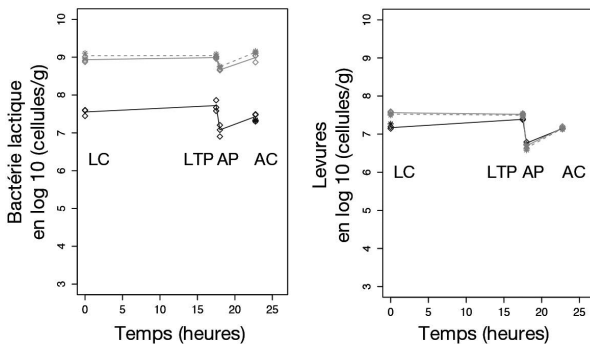 Bactérie lactique
en log 10 (cellules/g)
10
9
8
7
6
5
4
3
LC
LTP AP
AC
0
5
10
15
20
25
Temps (heures)
Levures
en log 10 (cellules/g)
10
9
8
7
6
5
4
3
LC
LTP AP
AC
0
5
10
15
20
25
Temps (heures)